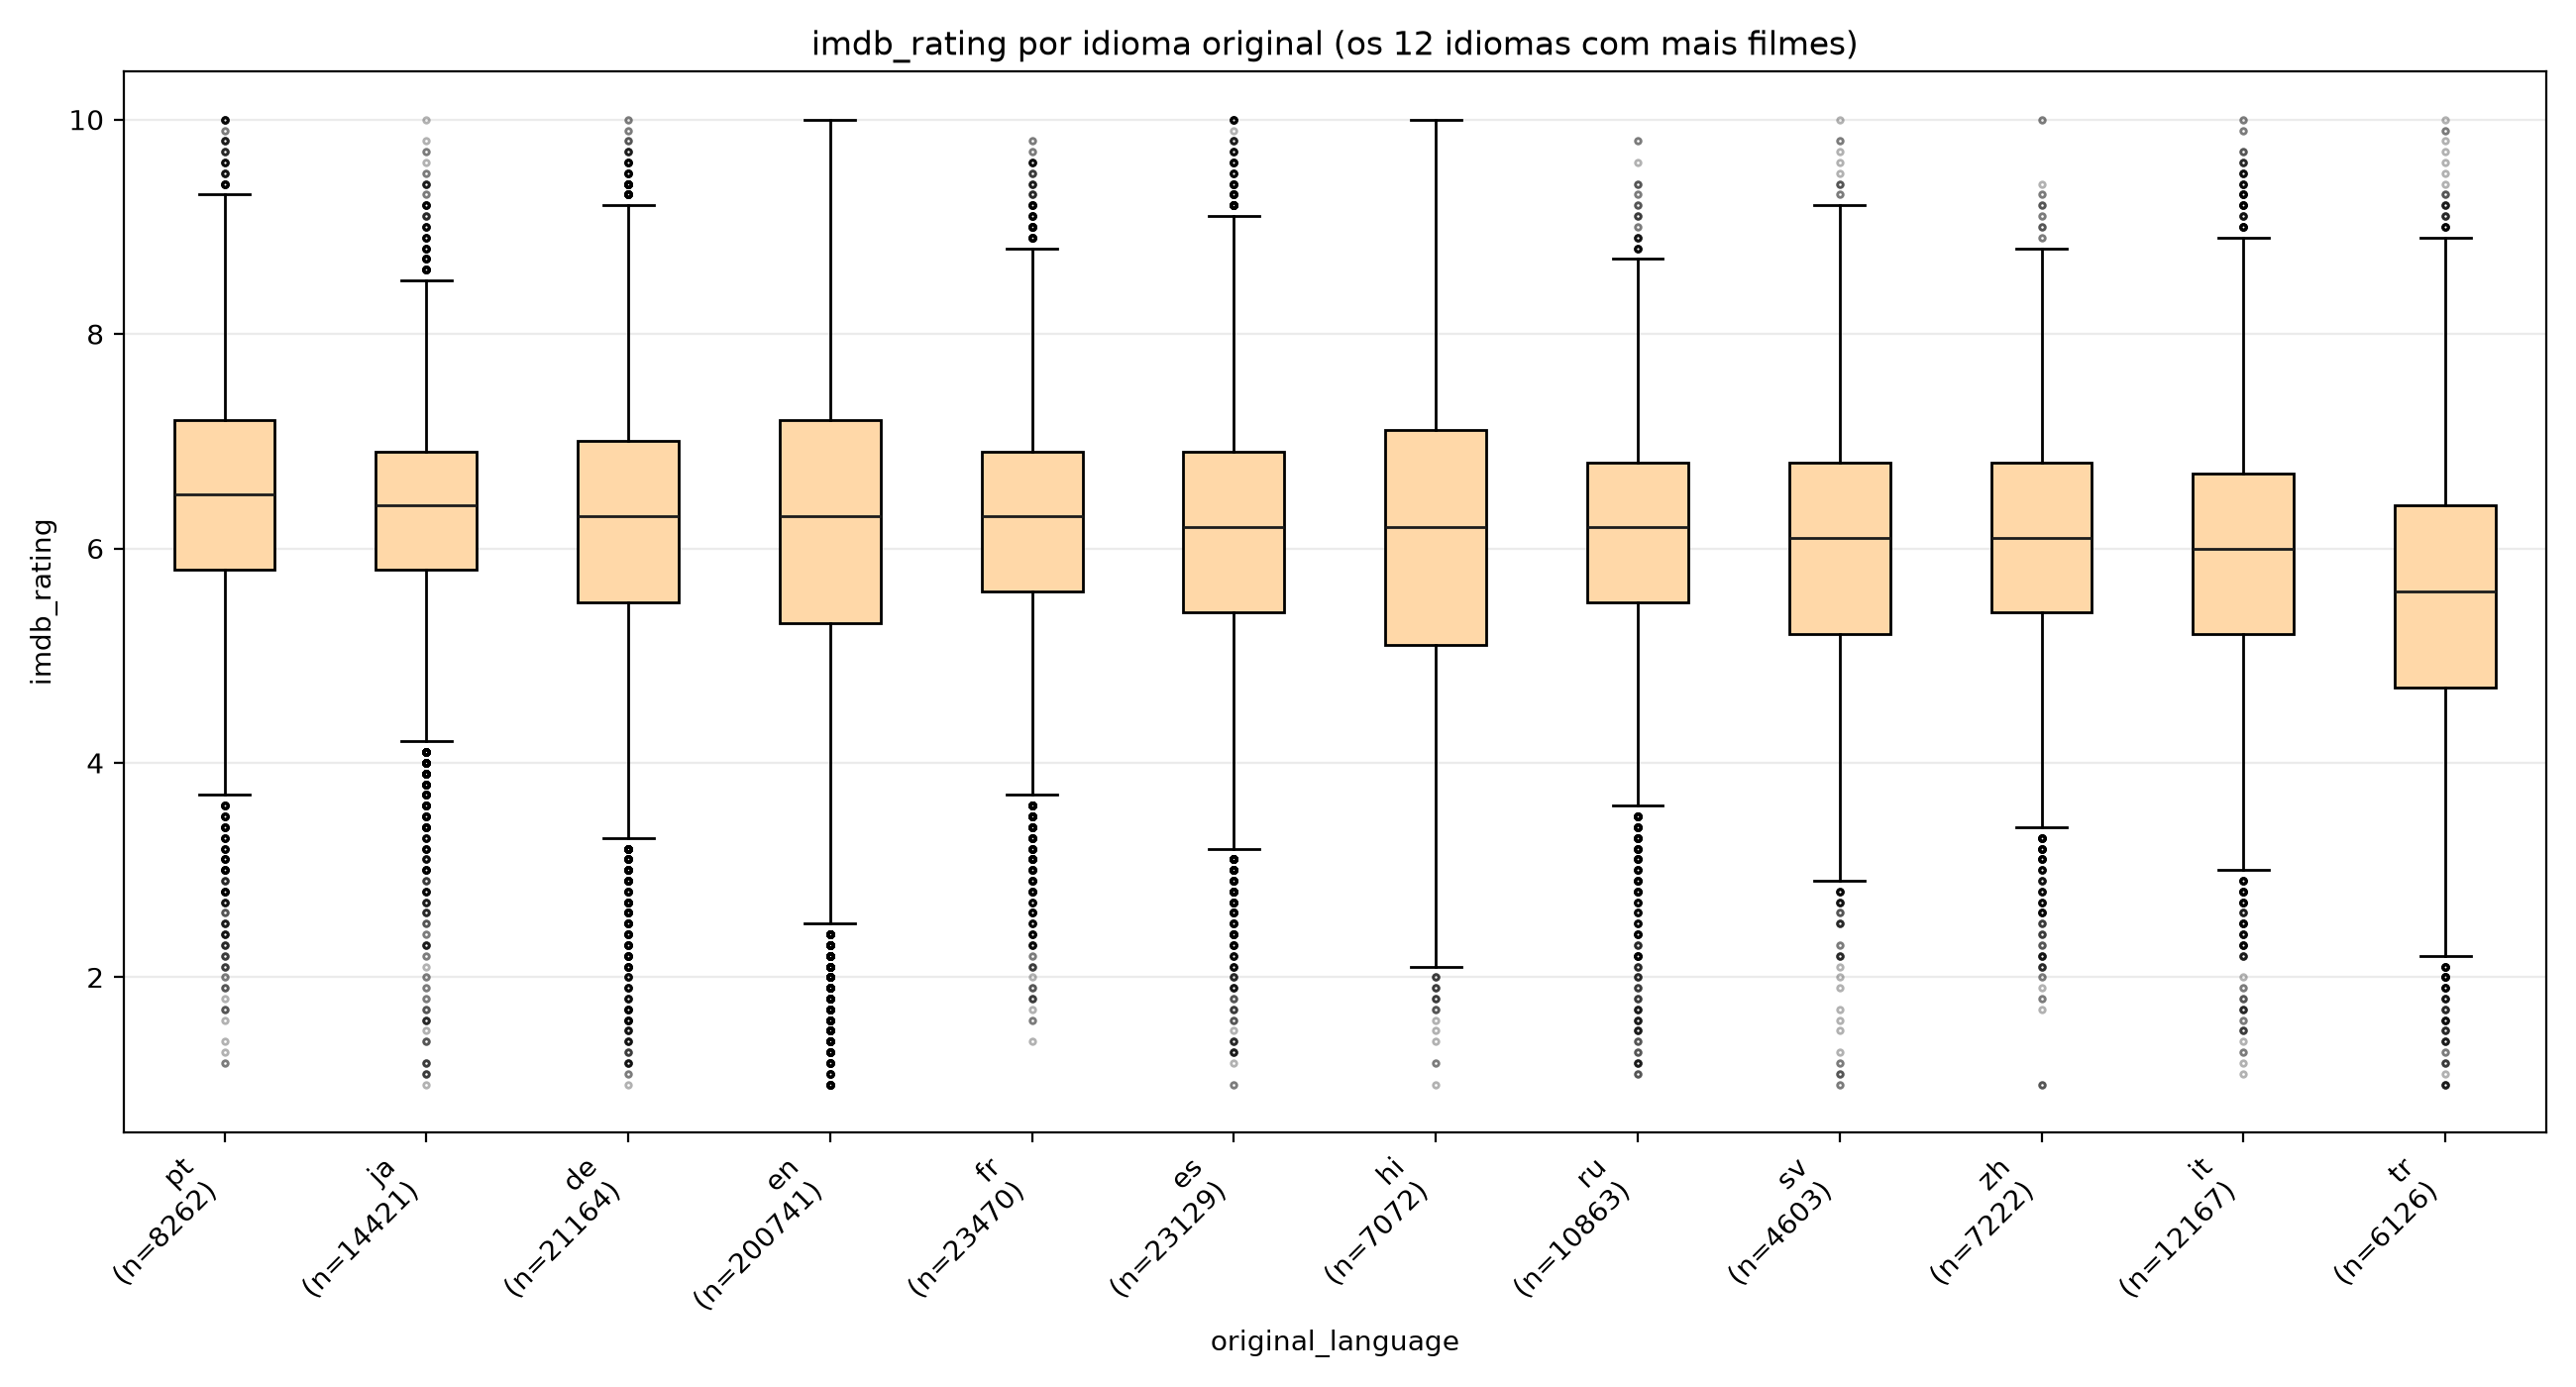 imdb_rating por idioma original (os 12 idiomas com mais filmes)
imdb_rating
10
8
6
4
2
pt
(n=8262)
ja
(n=14421)
de
(n=21164)
en
(n=200741)
fr
(n=23470)
es
(n=23129)
hi
(n=7072)
ru
(n=10863)
sv
(n=4603)
zh
(n=7222)
it
(n=12167)
tr
(n=6126)
original_language